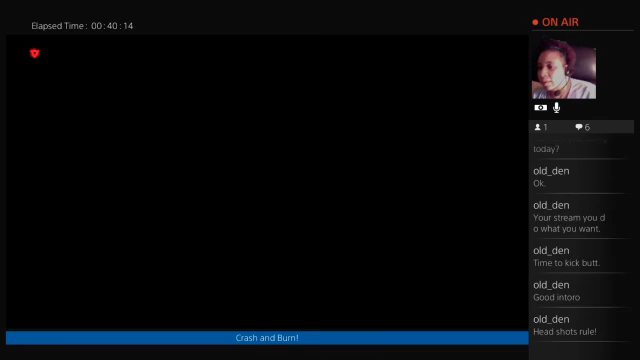 Elapsed Time : 00 : 40 : 14
ON AIR
1
6
today?
old_den
Ok.
old_den
Your stream you d
o what you want.
old_den
Time to kick butt.
old_den
Good intoro
old_den
Head shots rule!
Crash and Burn!